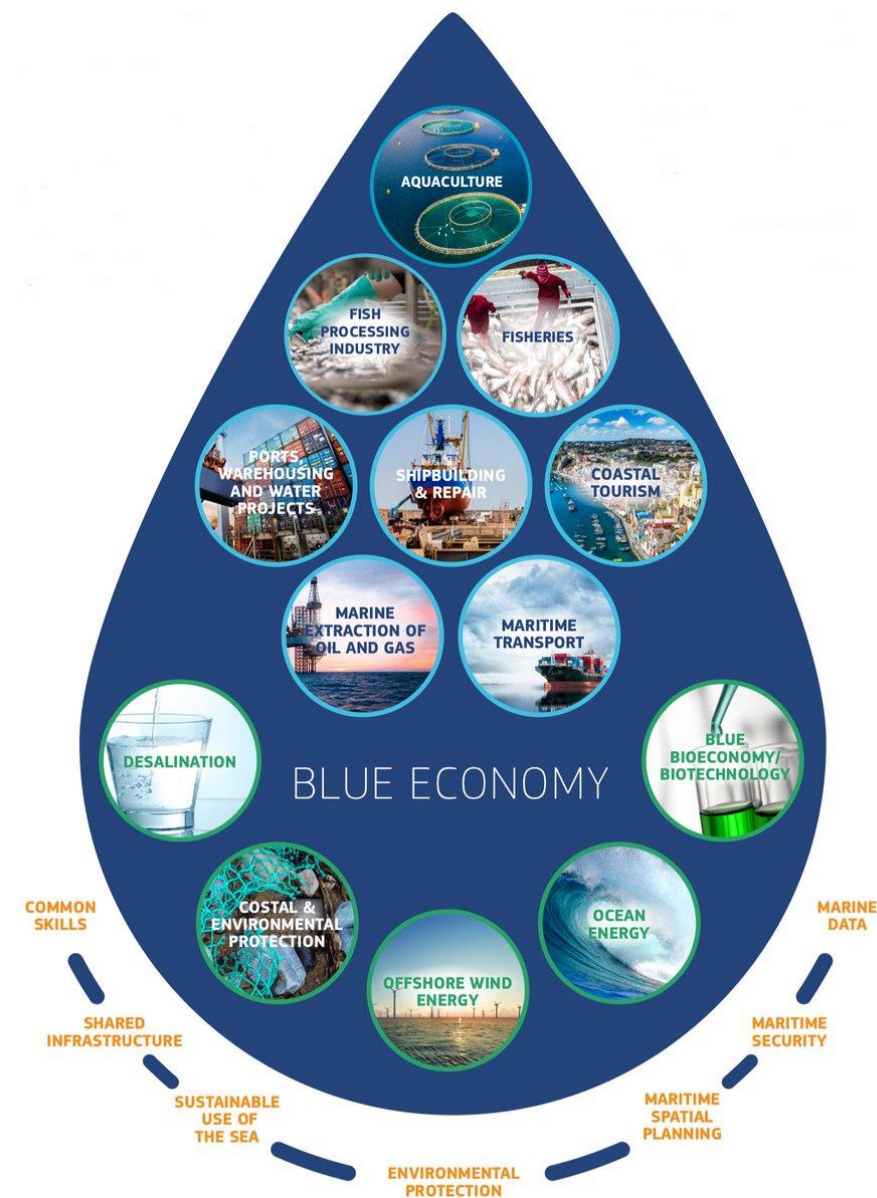 AQUACULTURE
FISH
PROCESSING
INDUSTRY
FISHERIES
PORTS,
WAREHOUSING
AND WATER
PROJECTS
SHIPBUILDING
& REPAIR
COASTAL
TOURISM
MARINE
EXTRACTION OF
OIL AND GAS
MARITIME
TRANSPORT
DESALINATION
BLUE ECONOMY
BLUE
BIOECONOMY/
BIOTECHNOLOGY
COSTAL &
ENVIRONMENTAL
PROTECTION
OFFSHORE WIND
ENERGY
OCEAN
ENERGY
COMMON
SKILLS
SHARED
INFRASTRUCTURE
SUSTAINABLE
USE OF
THE SEA
ENVIRONMENTAL
PROTECTION
MARITIME
SPATIAL
PLANNING
MARITIME
SECURITY
MARINE
DATA